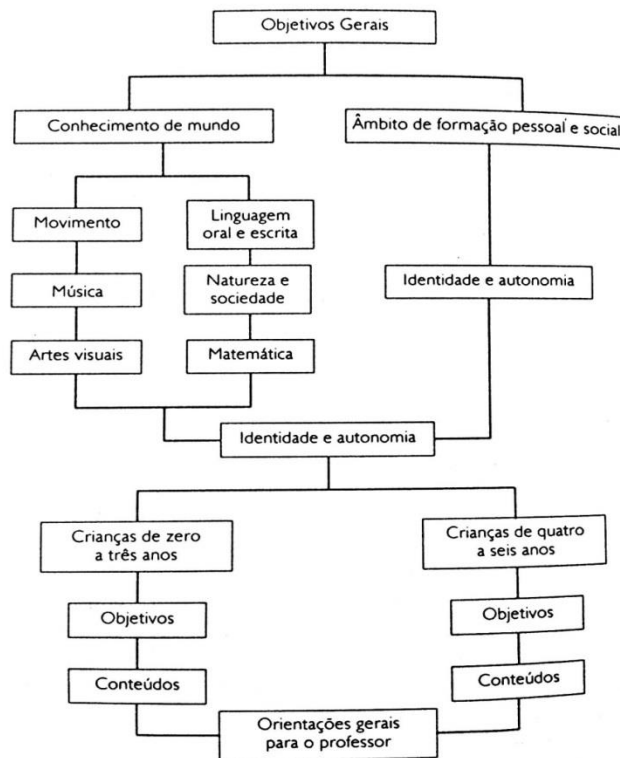 Objetivos Gerais
Conhecimento de mundo
Âmbito de formação pessoal e social
Movimento
Linguagem
oral e escrita
Música
Natureza e
sociedade
Identidade e autonomia
Artes visuais
Matemática
Identidade e autonomia
Crianças de zero
a três anos
Crianças de quatro
a seis anos
Objetivos
Objetivos
Conteúdos
Conteúdos
Orientações gerais
para o professor